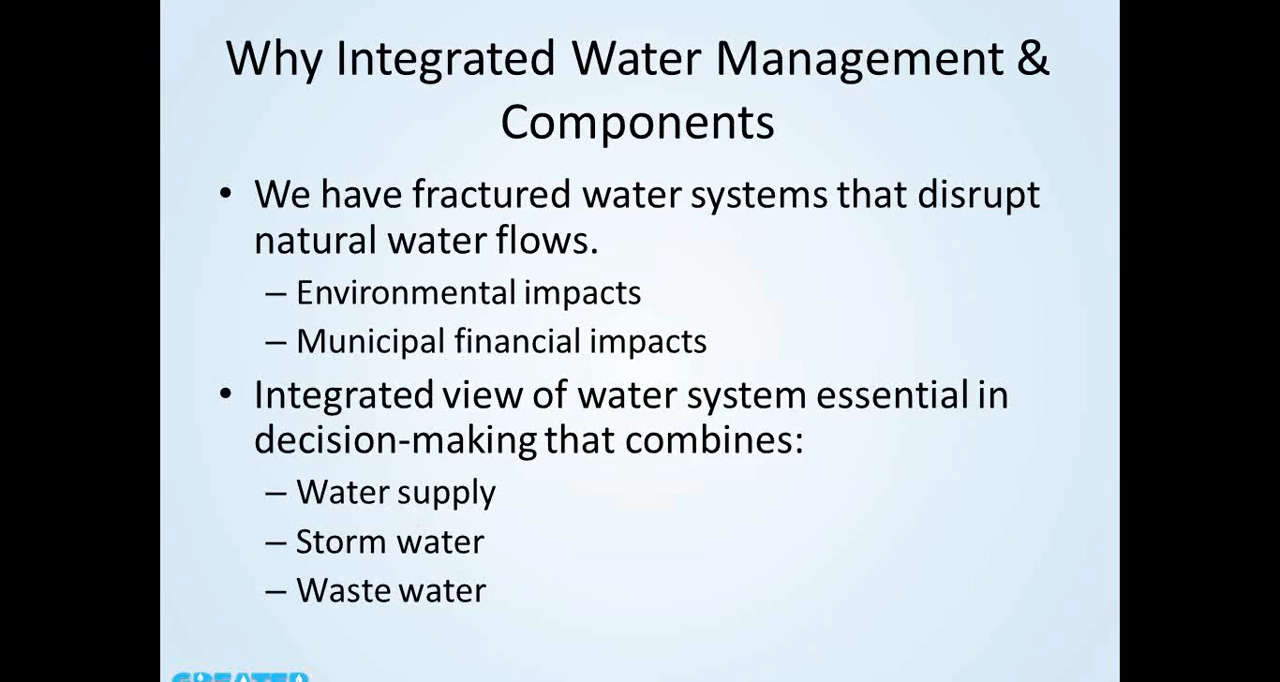 Why Integrated Water Management &
Components
• We have fractured water systems that disrupt
natural water flows.
– Environmental impacts
– Municipal financial impacts
• Integrated view of water system essential in
decision-making that combines:
– Water supply
– Storm water
– Waste water
GREATER